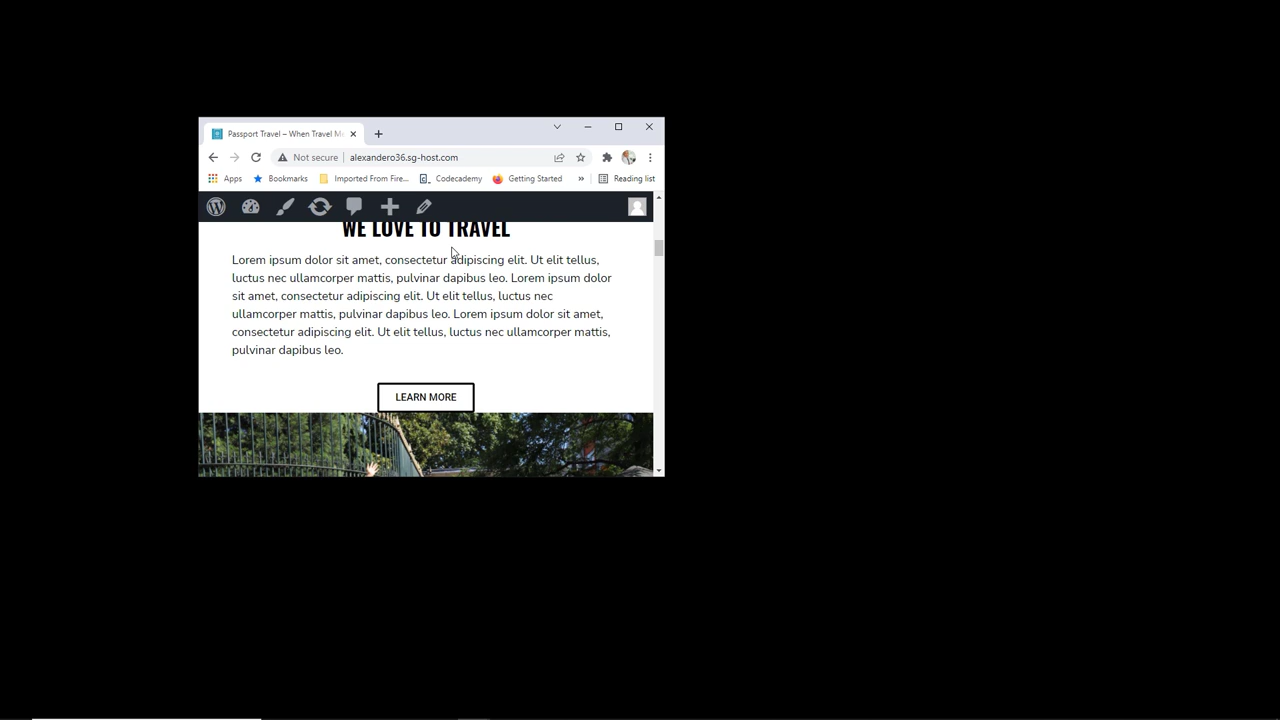 Passport Travel – When Travel Me
Not secure alexandero36.sg-host.com
Apps Bookmarks Imported From Fire... Codecademy Getting Started » Reading list
WE LOVE TO TRAVEL
Lorem ipsum dolor sit amet, consectetur adipiscing elit. Ut elit tellus,
luctus nec ullamcorper mattis, pulvinar dapibus leo. Lorem ipsum dolor
sit amet, consectetur adipiscing elit. Ut elit tellus, luctus nec
ullamcorper mattis, pulvinar dapibus leo. Lorem ipsum dolor sit amet,
consectetur adipiscing elit. Ut elit tellus, luctus nec ullamcorper mattis,
pulvinar dapibus leo.
LEARN MORE